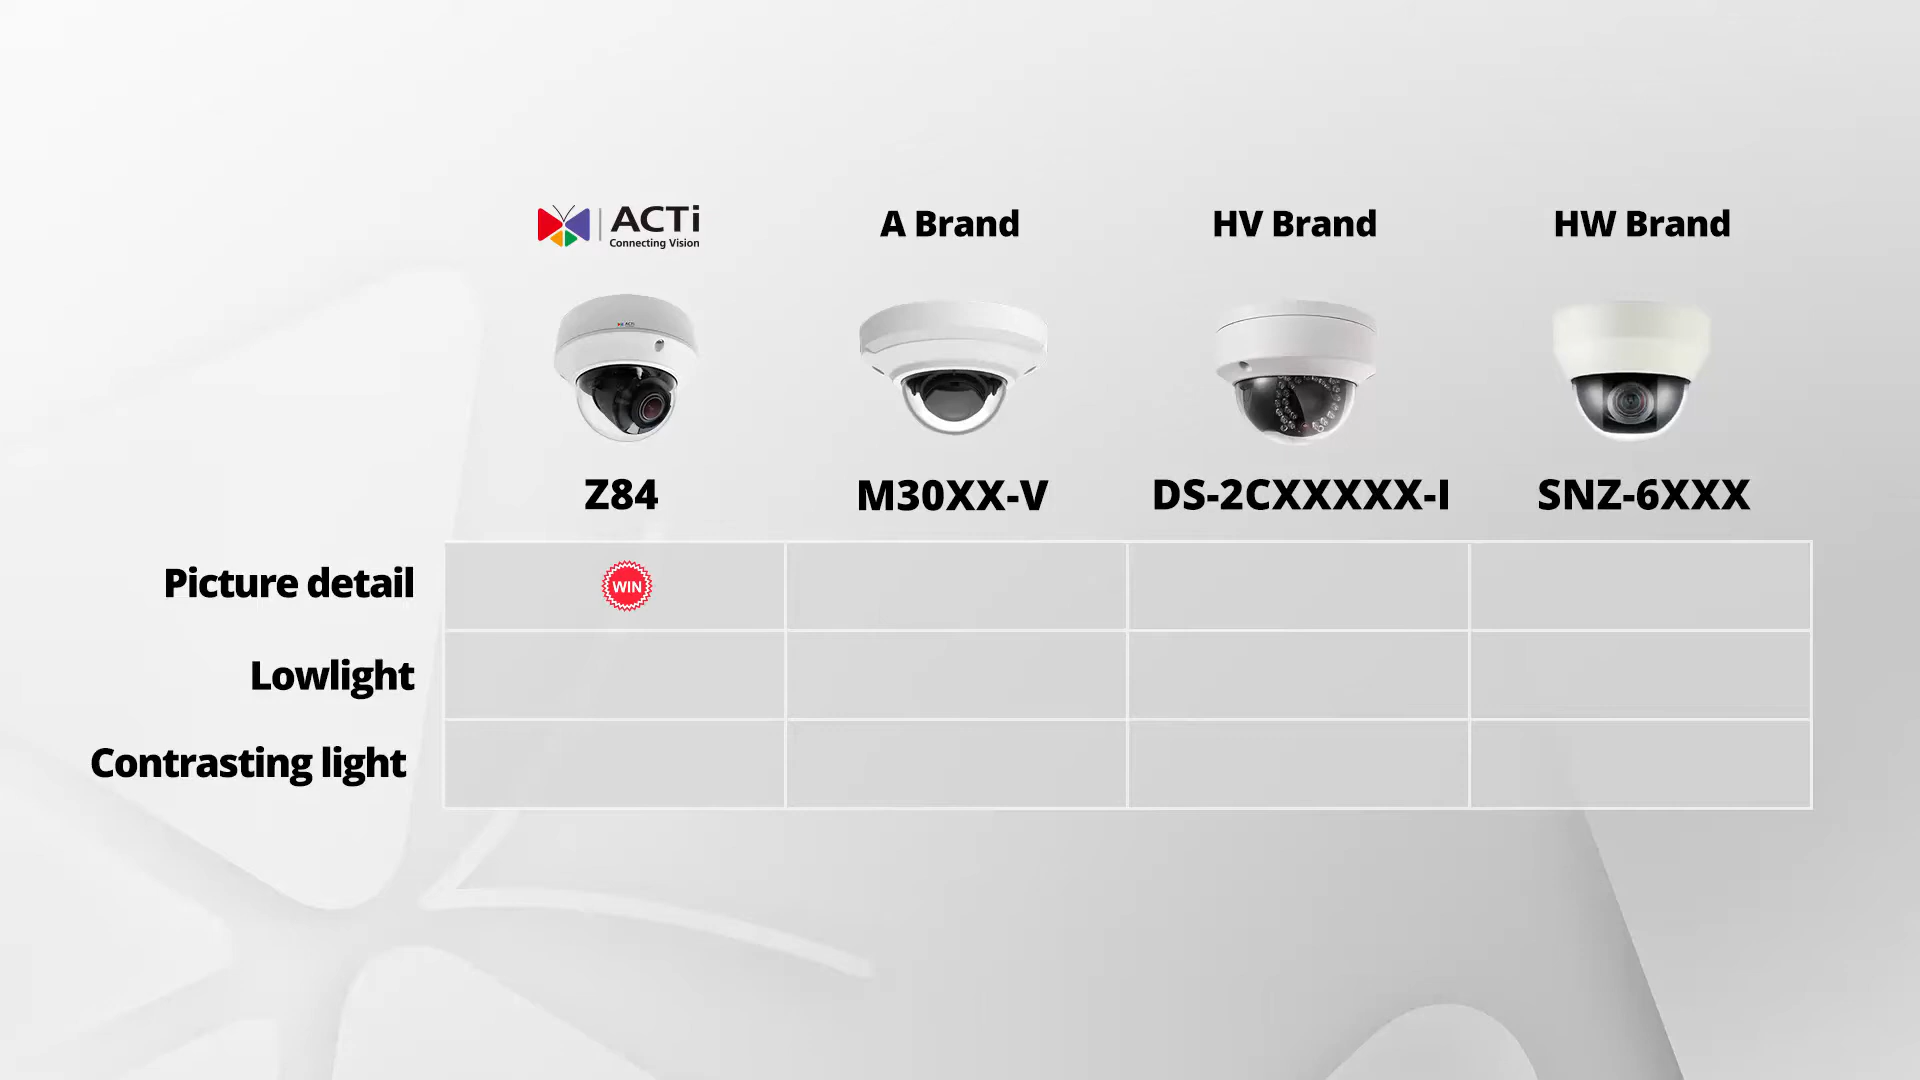 ACTi
Connecting Vision
A Brand
HV Brand
HW Brand
ACTi
Z84
M30XX-V
DS-2CXXXXX-I
SNZ-6XXX
Picture detail
WIN
Lowlight
Contrasting light